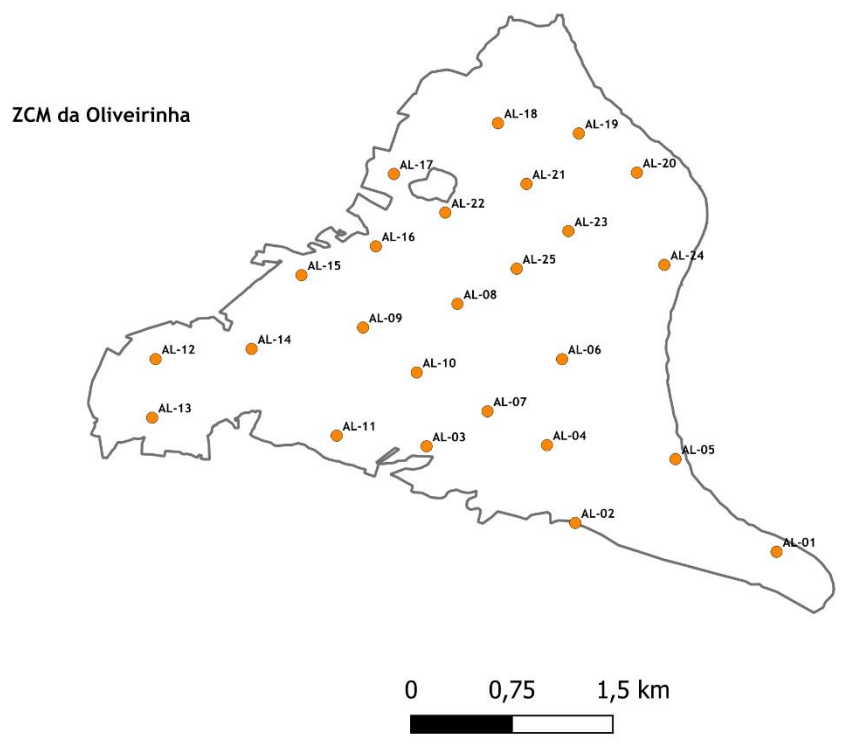 ZCM da Oliveirinha
AL-18
AL-19
AL-17
AL-20
AL-21
AL-22
AL-23
AL-16
AL-24
AL-25
AL-15
AL-08
AL-09
AL-14
AL-12
AL-06
AL-10
AL-07
AL-13
AL-11
AL-03
AL-04
AL-05
AL-02
AL-01
0 0,75 1,5 km